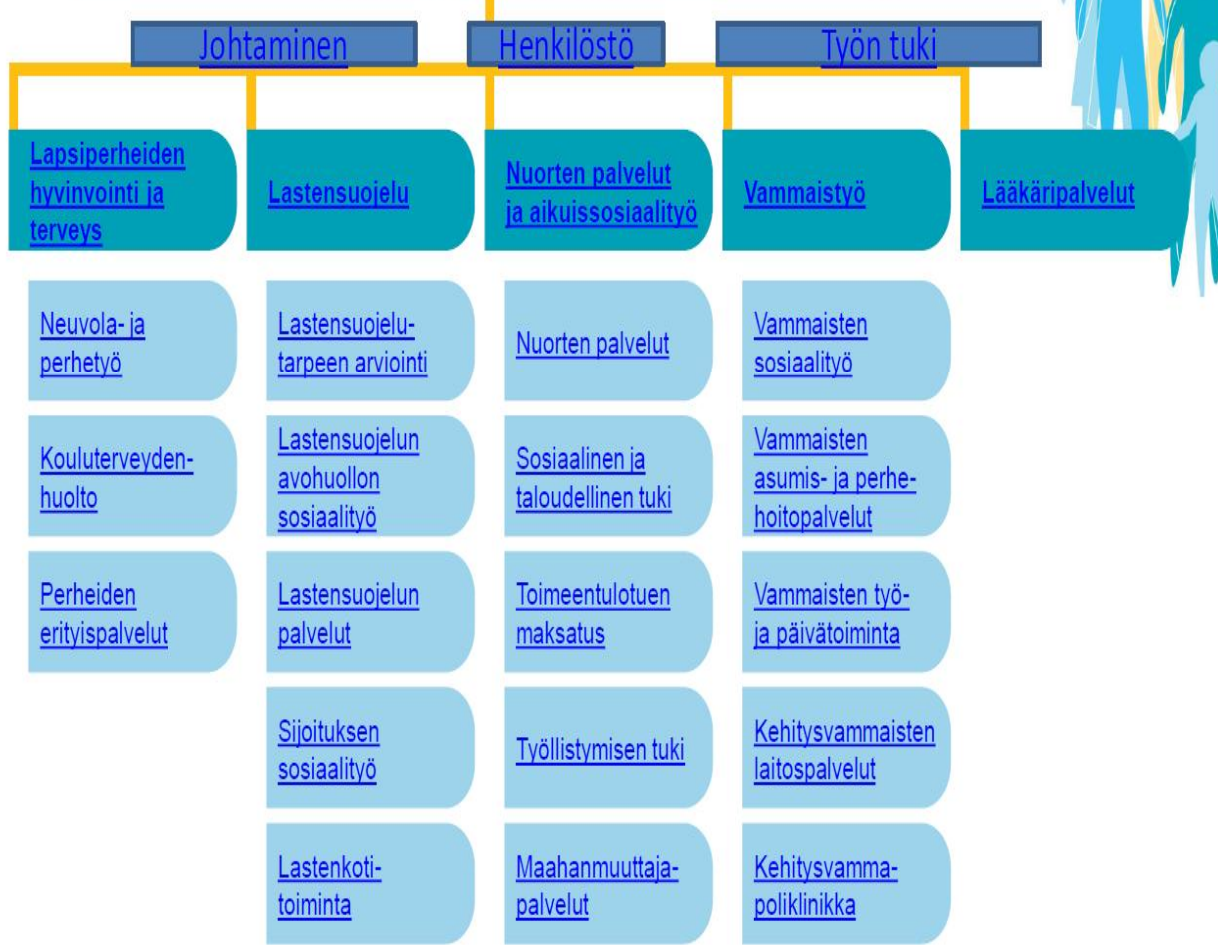 Johtaminen
Henkilöstö
Työn tuki
Lapsiperheiden
hyvinvointi ja
terveys
Lastensuojelu
Nuorten palvelut
ja aikuissosiaalityö
Vammaistyö
Lääkäripalvelut
Neuvola- ja
perhetyö
Kouluterveyden-
huolto
Perheiden
erityispalvelut
Lastensuojelu-
tarpeen arviointi
Lastensuojelun
avohuollon
sosiaalityö
Lastensuojelun
palvelut
Sijoituksen
sosiaalityö
Lastenkoti-
toiminta
Nuorten palvelut
Sosiaalinen ja
taloudellinen tuki
Toimeentulotuen
maksatus
Työllistymisen tuki
Maahanmuuttaja-
palvelut
Vammaisten
sosiaalityö
Vammaisten
asumis- ja perhe-
hoitopalvelut
Vammaisten työ-
ja päivätoiminta
Kehitysvammaisten
laitospalvelut
Kehitysvamma-
poliklinikka